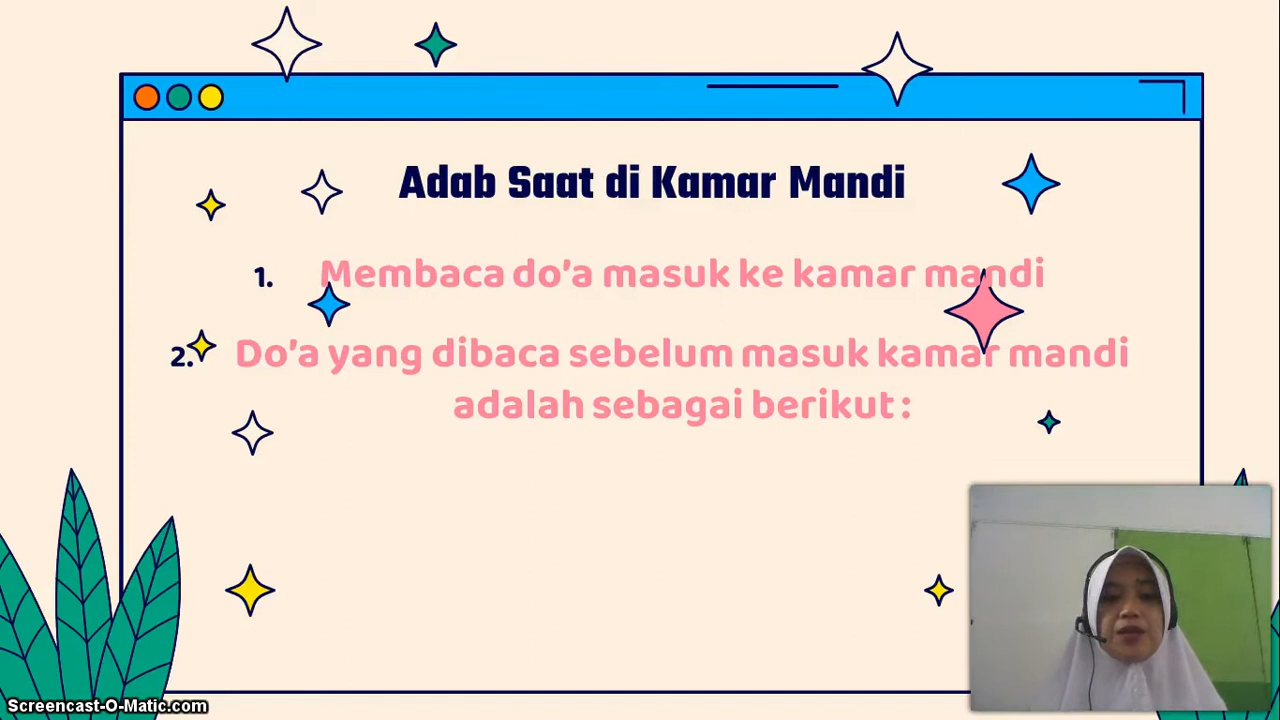 Adab Saat di Kamar Mandi
1. Membaca do'a masuk ke kamar mandi
2. Do'a yang dibaca sebelum masuk kamar mandi
adalah sebagai berikut :
Screencast-O-Matic.com